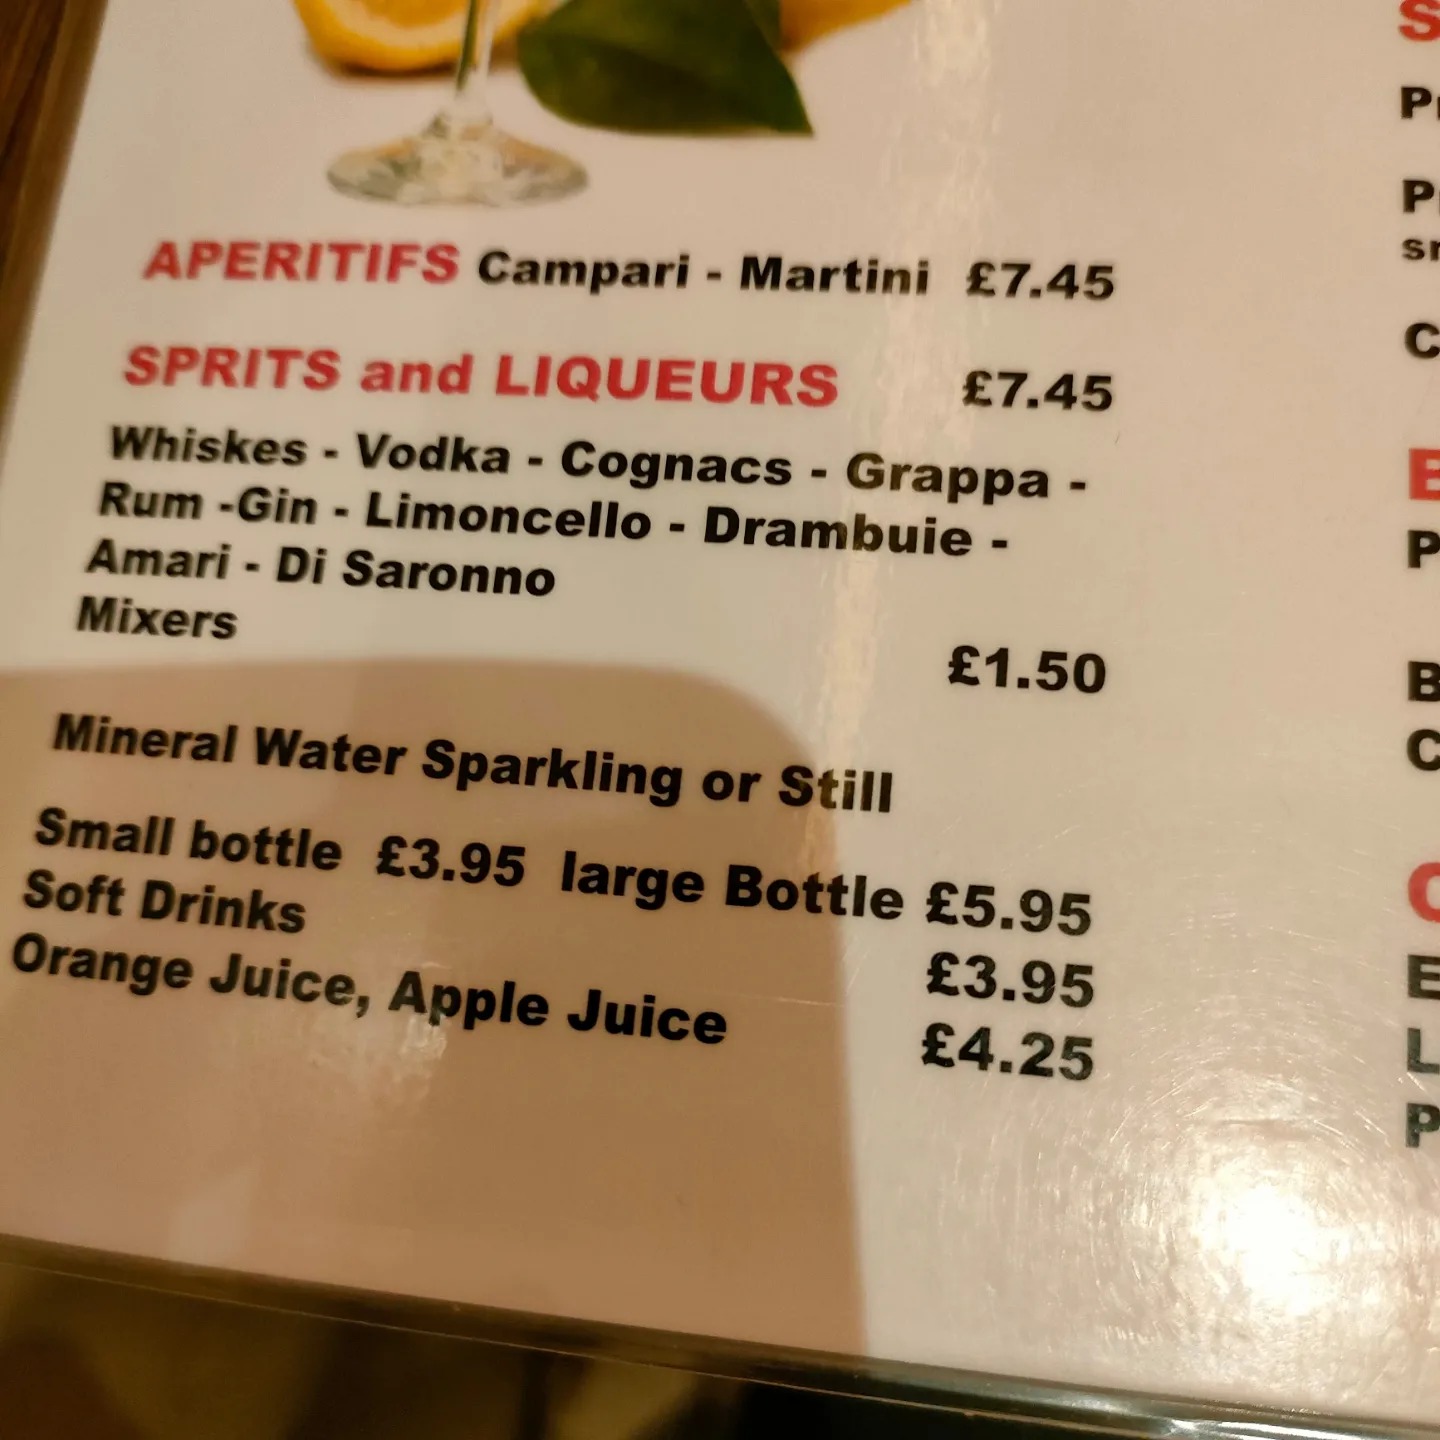 APERITIFS Campari - Martini £7.45
SPRITS and LIQUEURS £7.45
Whiskes - Vodka - Cognacs - Grappa -
Rum -Gin - Limoncello - Drambuie -
Amari - Di Saronno
Mixers £1.50
Mineral Water Sparkling or Still
Small bottle £3.95 large Bottle £5.95
Soft Drinks £3.95
Orange Juice, Apple Juice £4.25